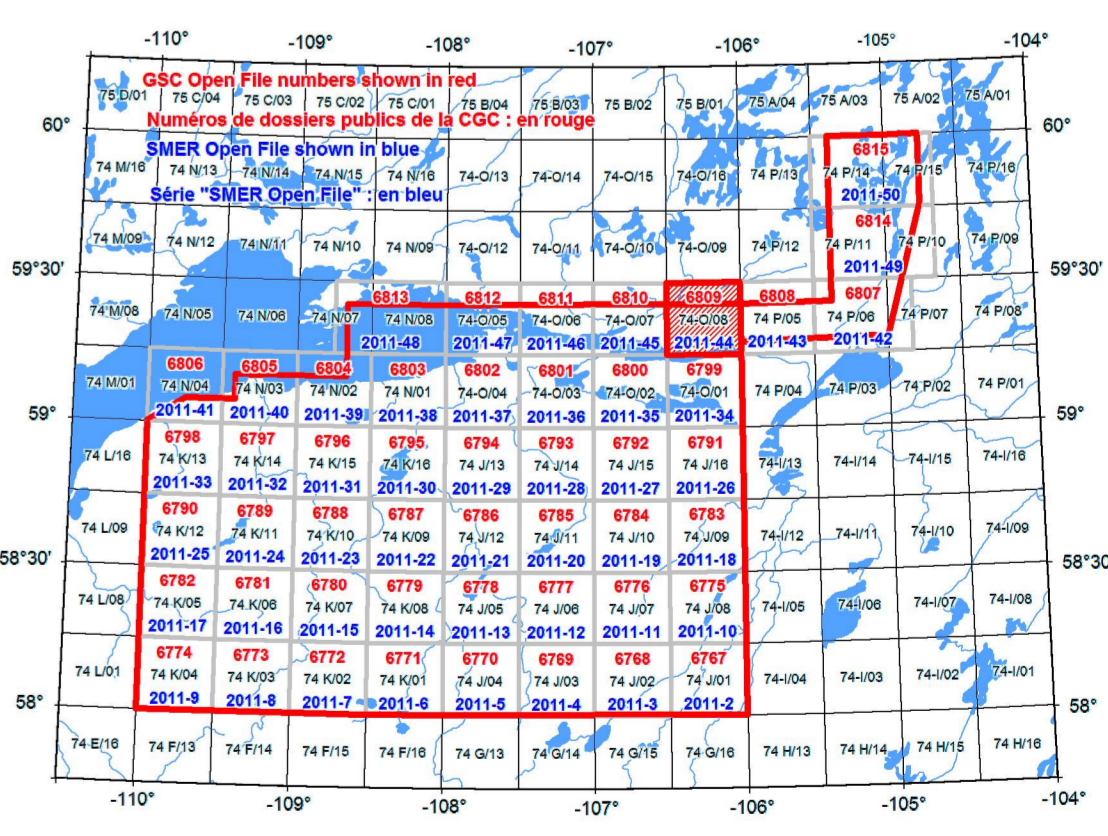 -110° -109° -108° -107° -106° -105° -104°
GSC Open File numbers shown in red
75 D/01 75 C/04 75 C/03 75 C/02 75 C/01 75 B/04 75 B/03 75 B/02 75 B/01 75 A/04 75 A/03 75 A/02 75 A/01
Numéros de dossiers publics de la CGC : en rouge
60° 60°
SMER Open File shown in blue
6815
74 M/16 74 N/13 74 N/14 74 N/15 74 N/16 74-O/13 74-O/14 74-O/15 74-O/16 74 P/13 74 P/14 74 P/15 74 P/16
Série "SMER Open File" : en bleu
2011-50
6814
74 M/09 74 N/12 74 N/11 74 N/10 74 N/09 74-O/12 74-O/11 74-O/10 74-O/09 74 P/12 74 P/11 74 P/10 74 P/09
2011-49
59°30' 59°30'
6813 6812 6811 6810 6809 6808 6807
74 M/08 74 N/05 74 N/06 74 N/07 74 N/08 74-O/05 74-O/06 74-O/07 74-O/08 74 P/05 74 P/06 74 P/07 74 P/08
2011-48 2011-47 2011-46 2011-45 2011-44 2011-43 2011-42
6806 6805 6804 6803 6802 6801 6800 6799
74 M/01 74 N/04 74 N/03 74 N/02 74 N/01 74-O/04 74-O/03 74-O/02 74-O/01 74 P/04 74 P/03 74 P/02 74 P/01
2011-41 2011-40 2011-39 2011-38 2011-37 2011-36 2011-35 2011-34
59° 59°
6798 6797 6796 6795 6794 6793 6792 6791
74 L/16 74 K/13 74 K/14 74 K/15 74 K/16 74 J/13 74 J/14 74 J/15 74 J/16 74-I/13 74-I/14 74-I/15 74-I/16
2011-33 2011-32 2011-31 2011-30 2011-29 2011-28 2011-27 2011-26
6790 6789 6788 6787 6786 6785 6784 6783
74 L/09 74 K/12 74 K/11 74 K/10 74 K/09 74 J/12 74 J/11 74 J/10 74 J/09 74-I/12 74-I/11 74-I/10 74-I/09
2011-25 2011-24 2011-23 2011-22 2011-21 2011-20 2011-19 2011-18
58°30' 58°30'
6782 6781 6780 6779 6778 6777 6776 6775
74 L/08 74 K/05 74 K/06 74 K/07 74 K/08 74 J/05 74 J/06 74 J/07 74 J/08 74-I/05 74-I/06 74-I/07 74-I/08
2011-17 2011-16 2011-15 2011-14 2011-13 2011-12 2011-11 2011-10
6774 6773 6772 6771 6770 6769 6768 6767
74 L/01 74 K/04 74 K/03 74 K/02 74 K/01 74 J/04 74 J/03 74 J/02 74 J/01 74-I/04 74-I/03 74-I/02 74-I/01
2011-9 2011-8 2011-7 2011-6 2011-5 2011-4 2011-3 2011-2
58° 58°
74 E/16 74 F/13 74 F/14 74 F/15 74 F/16 74 G/13 74 G/14 74 G/15 74 G/16 74 H/13 74 H/14 74 H/15 74 H/16
-110° -109° -108° -107° -106° -105° -104°